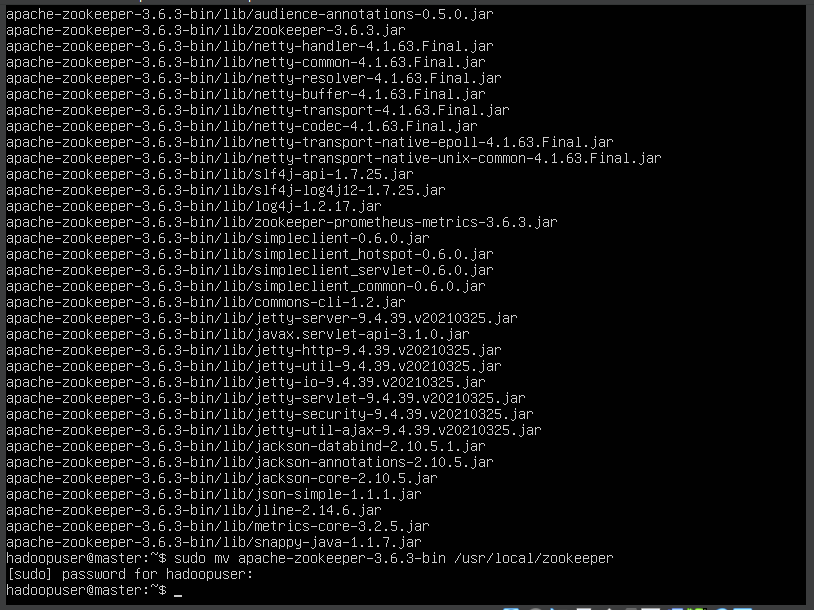 apache-zookeeper-3.6.3-bin/lib/audience-annotations-0.5.0.jar
apache-zookeeper-3.6.3-bin/lib/zookeeper-3.6.3.jar
apache-zookeeper-3.6.3-bin/lib/netty-handler-4.1.63.Final.jar
apache-zookeeper-3.6.3-bin/lib/netty-common-4.1.63.Final.jar
apache-zookeeper-3.6.3-bin/lib/netty-resolver-4.1.63.Final.jar
apache-zookeeper-3.6.3-bin/lib/netty-buffer-4.1.63.Final.jar
apache-zookeeper-3.6.3-bin/lib/netty-transport-4.1.63.Final.jar
apache-zookeeper-3.6.3-bin/lib/netty-codec-4.1.63.Final.jar
apache-zookeeper-3.6.3-bin/lib/netty-transport-native-epoll-4.1.63.Final.jar
apache-zookeeper-3.6.3-bin/lib/netty-transport-native-unix-common-4.1.63.Final.jar
apache-zookeeper-3.6.3-bin/lib/slf4j-api-1.7.25.jar
apache-zookeeper-3.6.3-bin/lib/slf4j-log4j12-1.7.25.jar
apache-zookeeper-3.6.3-bin/lib/log4j-1.2.17.jar
apache-zookeeper-3.6.3-bin/lib/zookeeper-prometheus-metrics-3.6.3.jar
apache-zookeeper-3.6.3-bin/lib/simpleclient-0.6.0.jar
apache-zookeeper-3.6.3-bin/lib/simpleclient_hotspot-0.6.0.jar
apache-zookeeper-3.6.3-bin/lib/simpleclient_servlet-0.6.0.jar
apache-zookeeper-3.6.3-bin/lib/simpleclient_common-0.6.0.jar
apache-zookeeper-3.6.3-bin/lib/commons-cli-1.2.jar
apache-zookeeper-3.6.3-bin/lib/jetty-server-9.4.39.v20210325.jar
apache-zookeeper-3.6.3-bin/lib/javax.servlet-api-3.1.0.jar
apache-zookeeper-3.6.3-bin/lib/jetty-http-9.4.39.v20210325.jar
apache-zookeeper-3.6.3-bin/lib/jetty-util-9.4.39.v20210325.jar
apache-zookeeper-3.6.3-bin/lib/jetty-io-9.4.39.v20210325.jar
apache-zookeeper-3.6.3-bin/lib/jetty-servlet-9.4.39.v20210325.jar
apache-zookeeper-3.6.3-bin/lib/jetty-security-9.4.39.v20210325.jar
apache-zookeeper-3.6.3-bin/lib/jetty-util-ajax-9.4.39.v20210325.jar
apache-zookeeper-3.6.3-bin/lib/jackson-databind-2.10.5.1.jar
apache-zookeeper-3.6.3-bin/lib/jackson-annotations-2.10.5.jar
apache-zookeeper-3.6.3-bin/lib/jackson-core-2.10.5.jar
apache-zookeeper-3.6.3-bin/lib/json-simple-1.1.1.jar
apache-zookeeper-3.6.3-bin/lib/jline-2.14.6.jar
apache-zookeeper-3.6.3-bin/lib/metrics-core-3.2.5.jar
apache-zookeeper-3.6.3-bin/lib/snappy-java-1.1.7.jar
hadoopuser@master:~$ sudo mv apache-zookeeper-3.6.3-bin /usr/local/zookeeper
[sudo] password for hadoopuser:
hadoopuser@master:~$ _